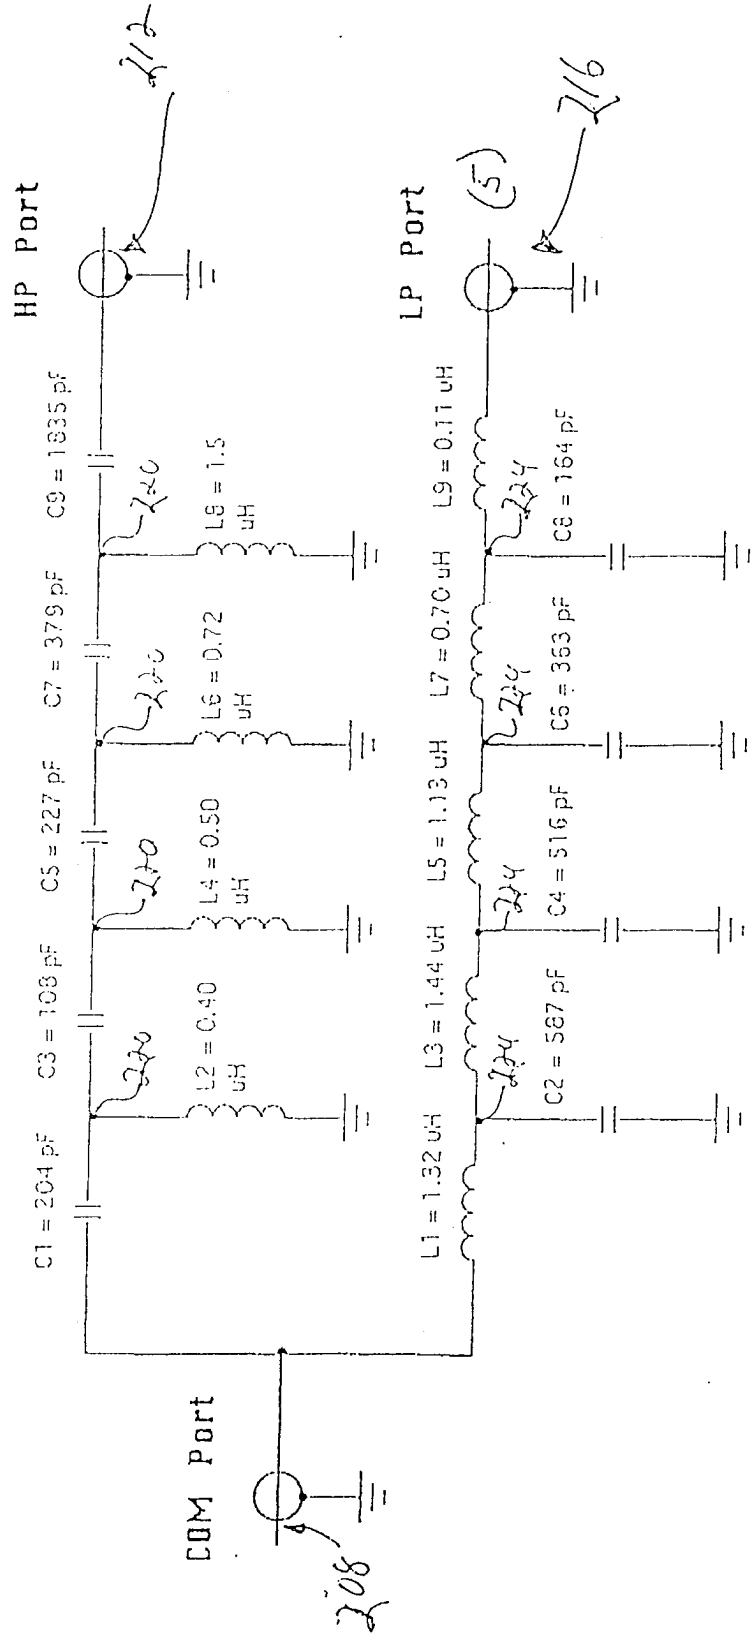 HP Port
212
C1 = 204 pF
C3 = 108 pF
C5 = 227 pF
C7 = 379 pF
C9 = 1835 pF
220
220
220
220
L2 = 0.40
uH
L4 = 0.50
uH
L6 = 0.72
uH
L8 = 1.5
uH
COM Port
208
LP Port
(5)
216
L1 = 1.32 uH
L3 = 1.44 uH
L5 = 1.13 uH
L7 = 0.70 uH
L9 = 0.11 uH
224
224
224
224
C2 = 587 pF
C4 = 516 pF
C6 = 363 pF
C8 = 164 pF